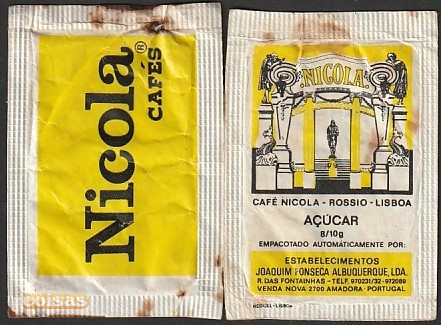 Nicola®
CAFÉS
coisas
NICOLA
CAFÉ NICOLA - ROSSIO - LISBOA
AÇÚCAR
8/10g
EMPACOTADO AUTOMÁTICAMENTE POR:
ESTABELECIMENTOS
JOAQUIM FONSECA ALBUQUERQUE, LDA.
R. DAS FONTAINHAS - TELF. 970231/32 - 972089
VENDA NOVA 2700 AMADORA - PORTUGAL